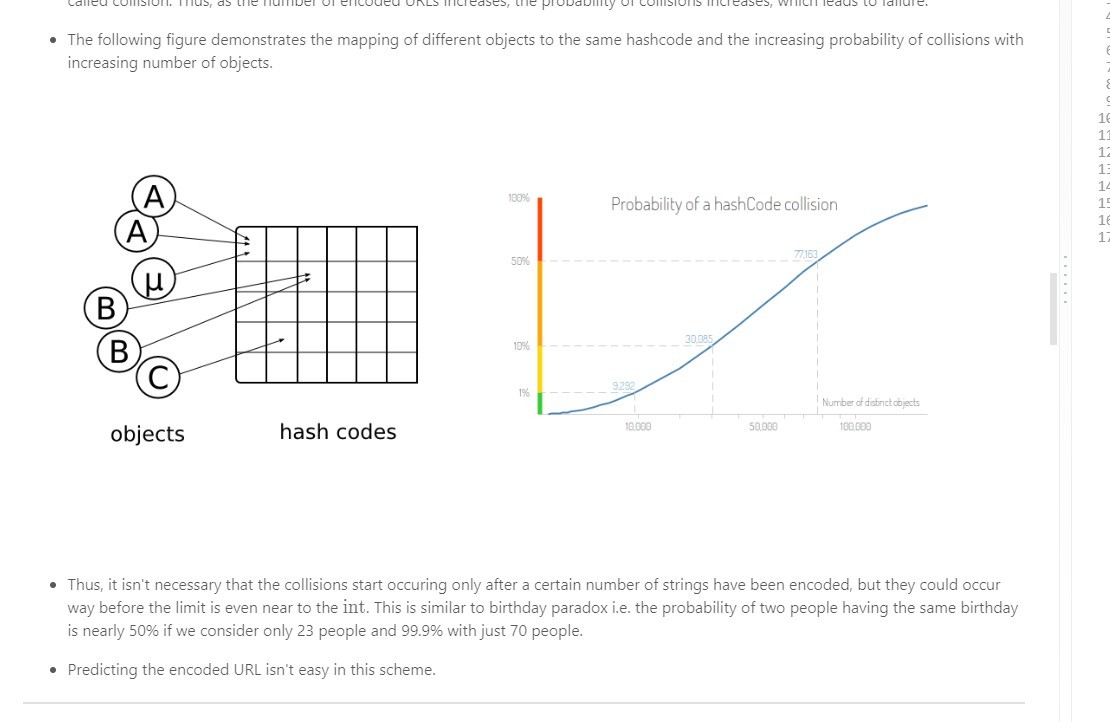 called collision. Thus, as the number of encoded URLs increases, the probability of collisions increases, which leads to failure.
• The following figure demonstrates the mapping of different objects to the same hashcode and the increasing probability of collisions with
increasing number of objects.
A
A
μ
B
B
C
objects
hash codes
Probability of a hashCode collision
100%
50%
10%
1%
77,163
30,085
9,292
Number of distinct objects
10,000
50,000
100,000
• Thus, it isn't necessary that the collisions start occuring only after a certain number of strings have been encoded, but they could occur
way before the limit is even near to the int. This is similar to birthday paradox i.e. the probability of two people having the same birthday
is nearly 50% if we consider only 23 people and 99.9% with just 70 people.
• Predicting the encoded URL isn't easy in this scheme.
10
11
12
13
14
15
16
17